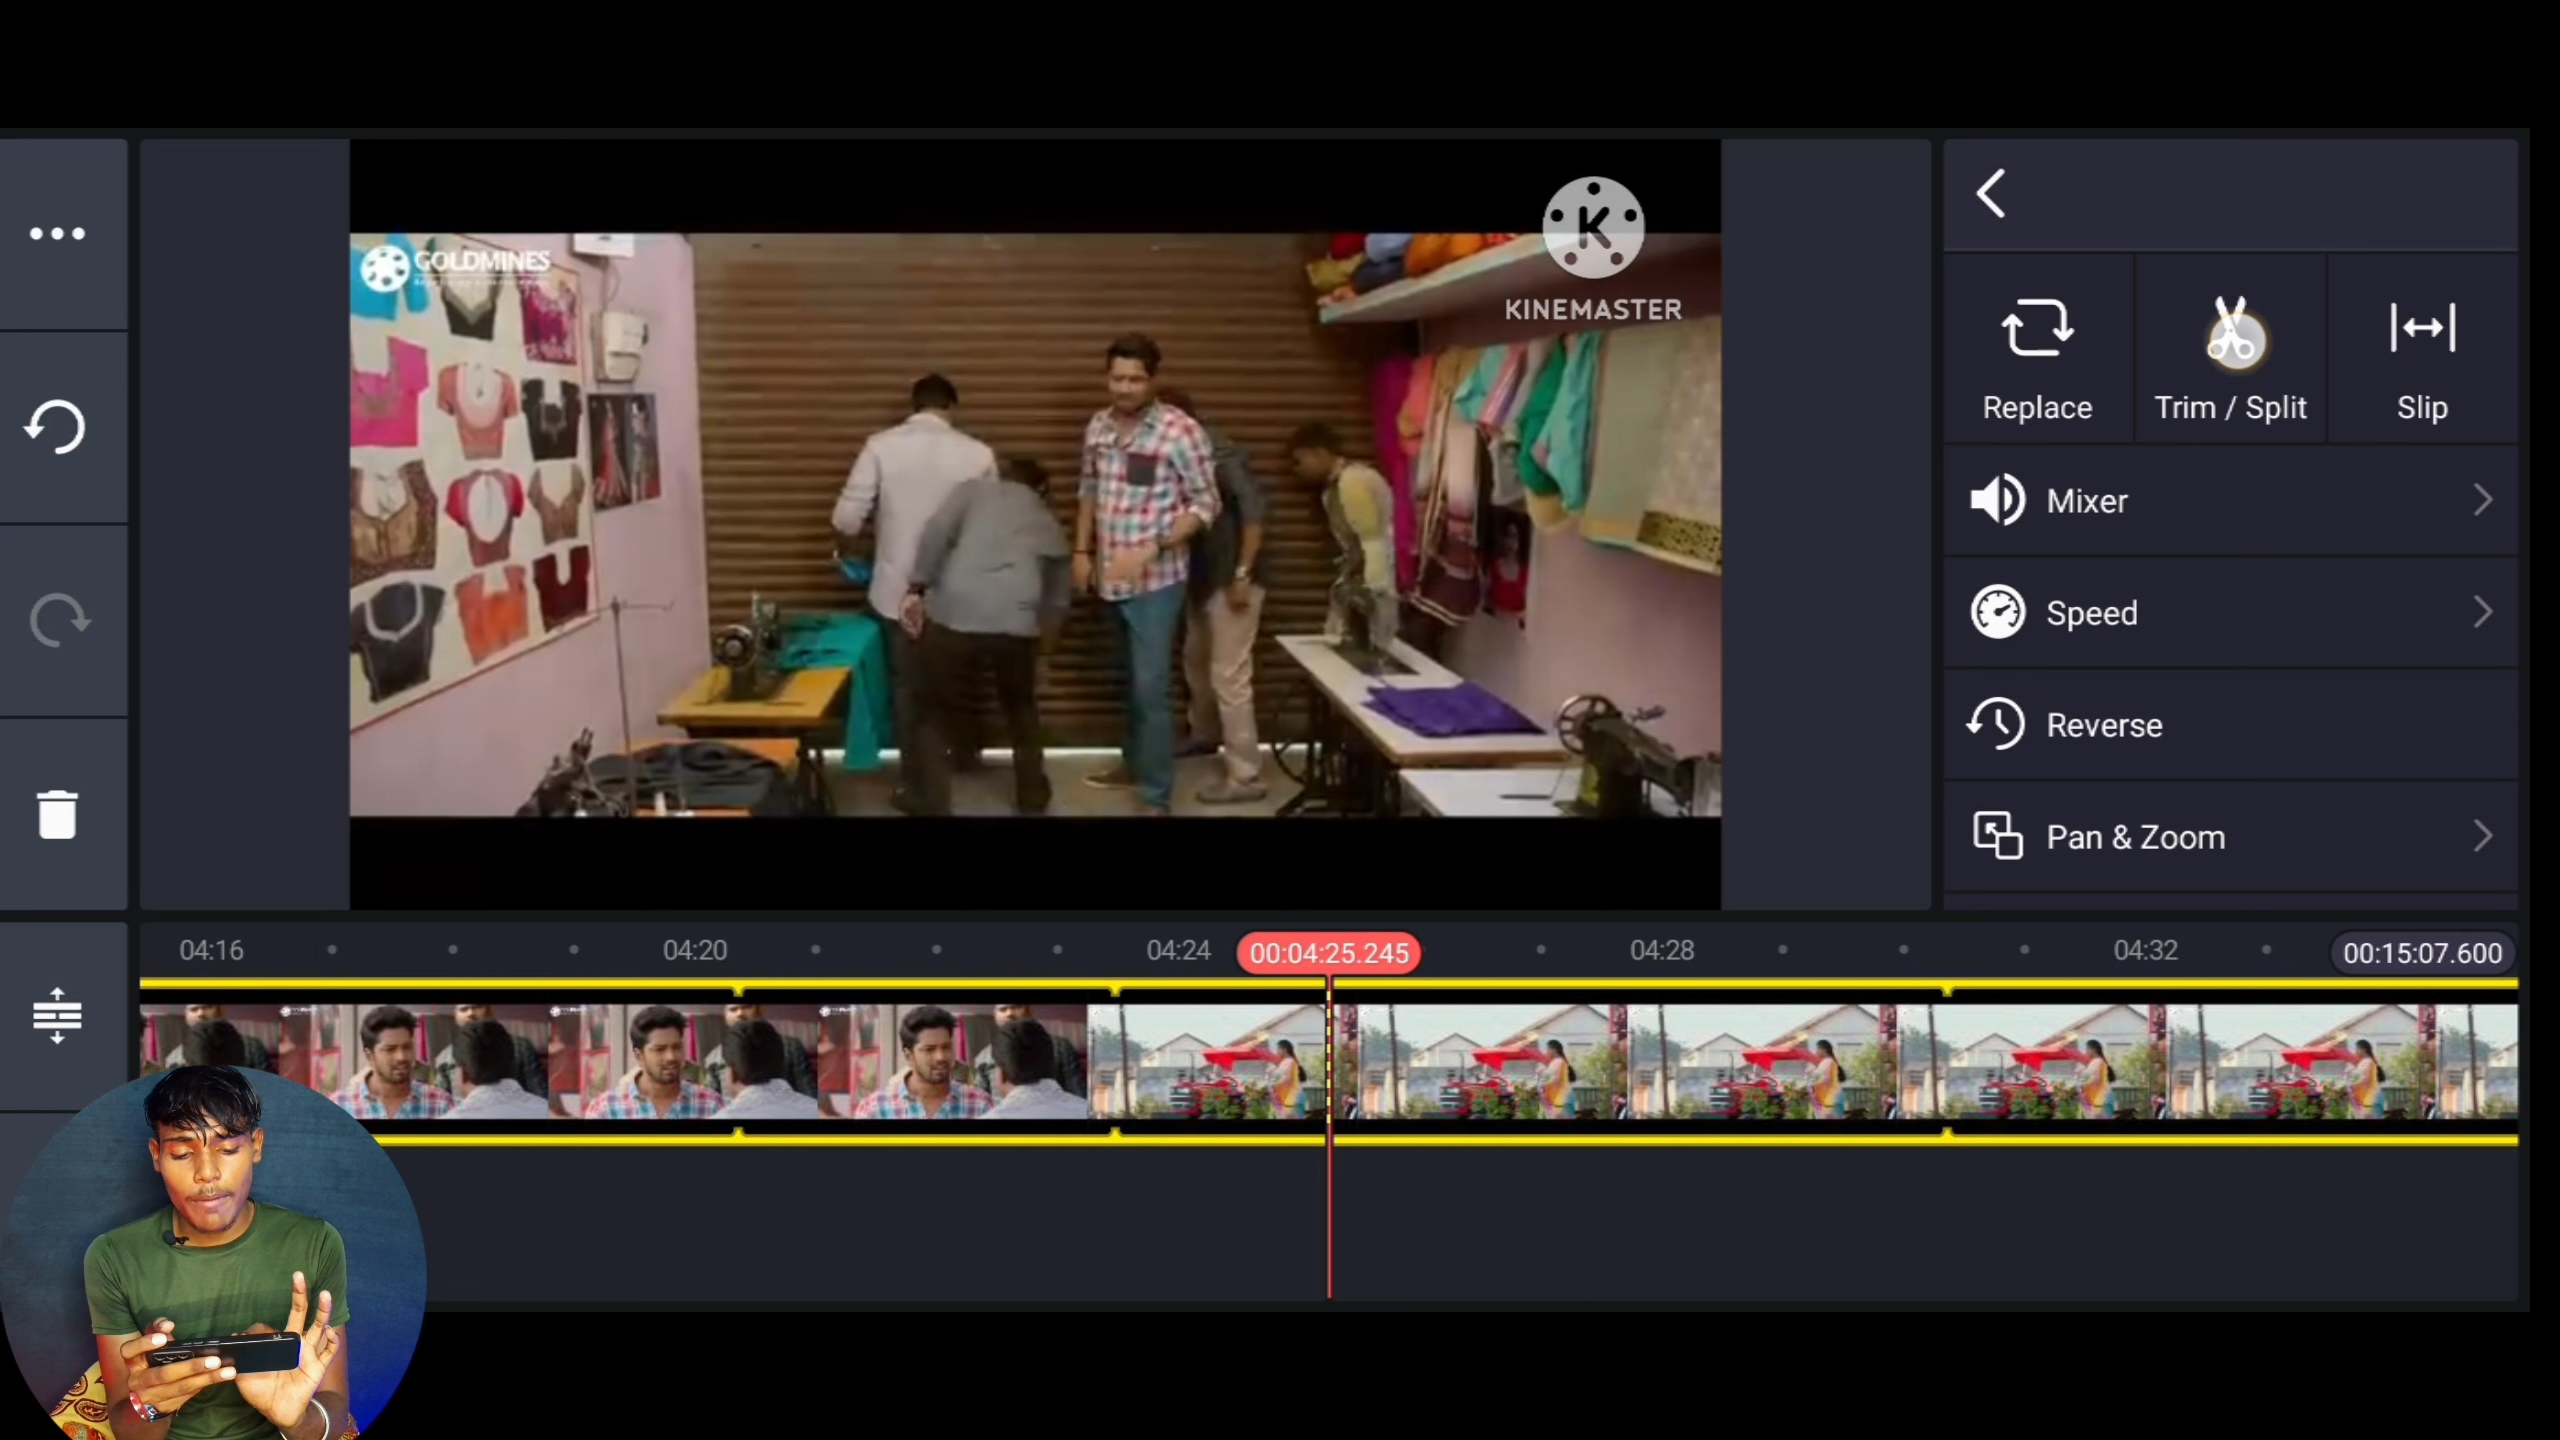 GOLDMINES
K
KINEMASTER
Replace
Trim / Split
Slip
Mixer
Speed
Reverse
Pan & Zoom
04:16
04:20
04:24
00:04:25.245
04:28
04:32
00:15:07.600